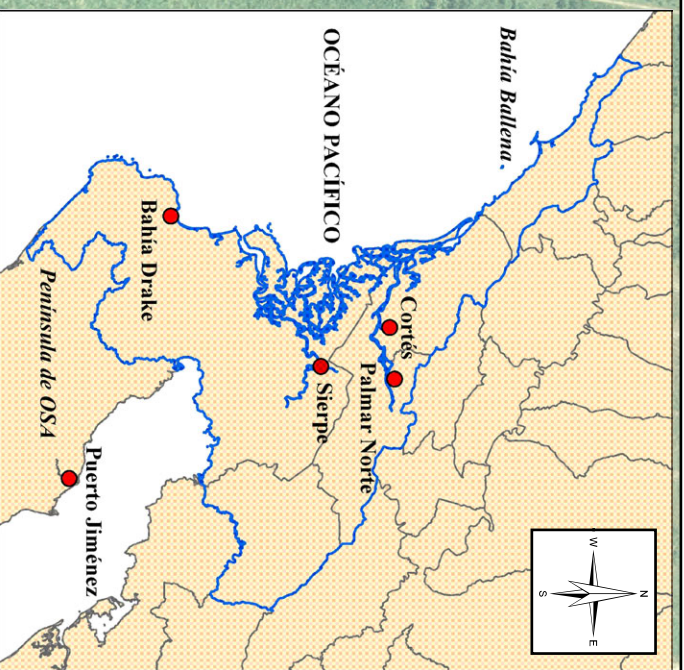 Bahía Ballena
OCÉANO PACÍFICO
Cortés
Palmar Norte
Sierpe
Bahía Drake
Península de OSA
Puerto Jiménez
N
W
E
S